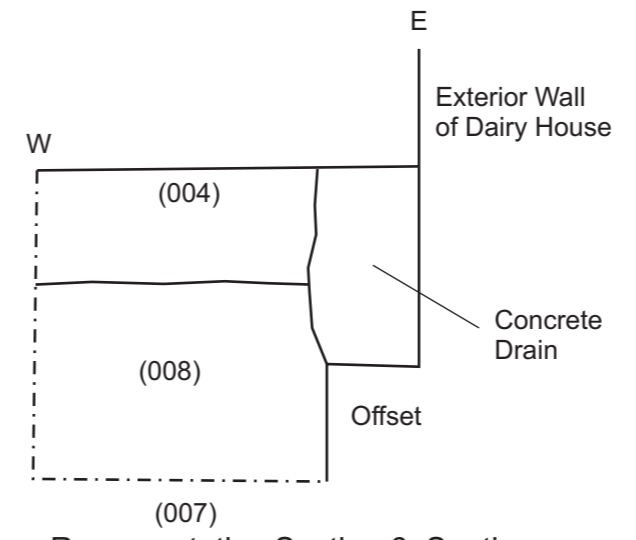 E
Exterior Wall
of Dairy House
W
(004)
Concrete
Drain
(008)
Offset
(007)